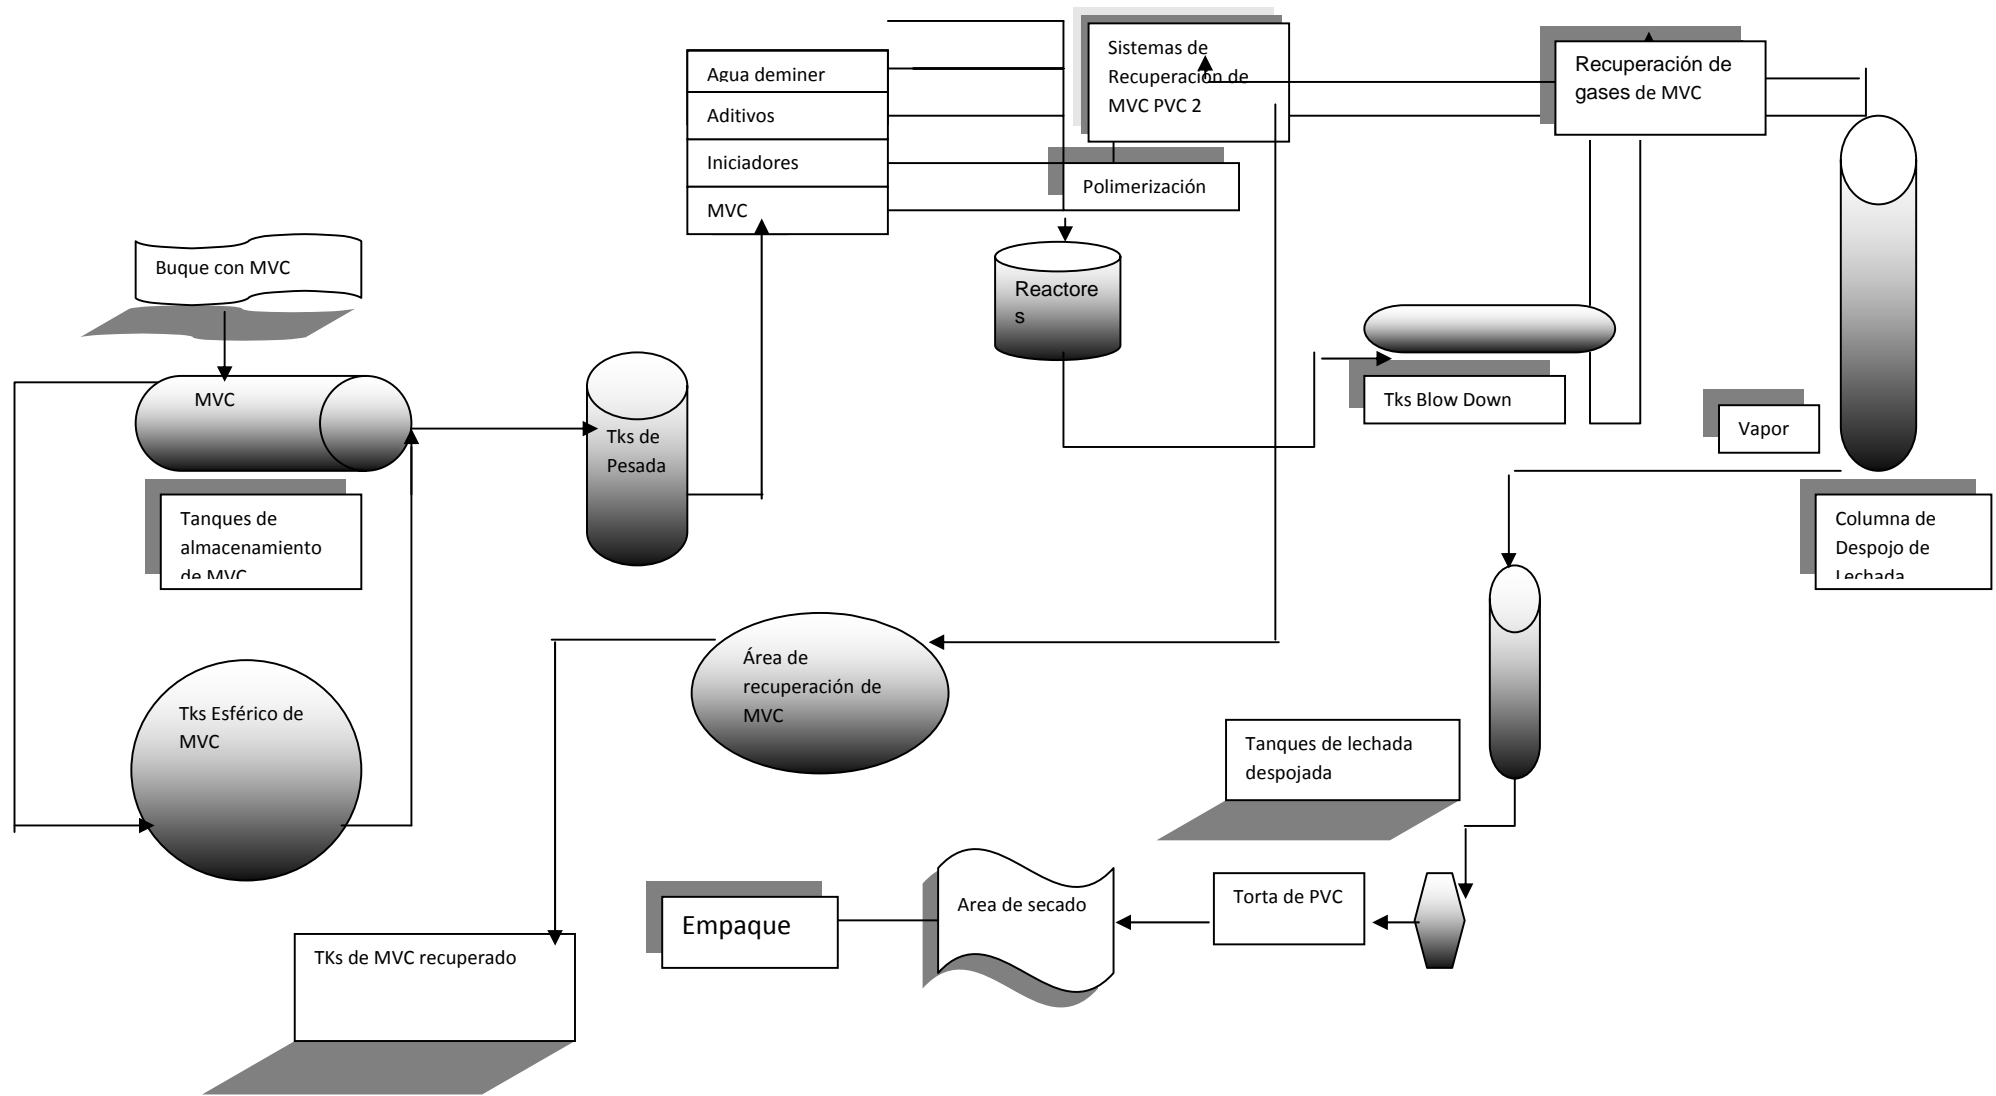 Sistemas de
Recuperación de
MVC PVC 2
Recuperación de
gases de MVC
Agua deminer
Aditivos
Iniciadores
MVC
Polimerización
Buque con MVC
Reactore
s
MVC
Tks Blow Down
Vapor
Tks de
Pesada
Tanques de
almacenamiento
de MVC
Columna de
Despojo de
Lechada
Tks Esférico de
MVC
Área de
recuperación de
MVC
Tanques de lechada
despojada
Torta de PVC
Area de secado
Empaque
TKs de MVC recuperado